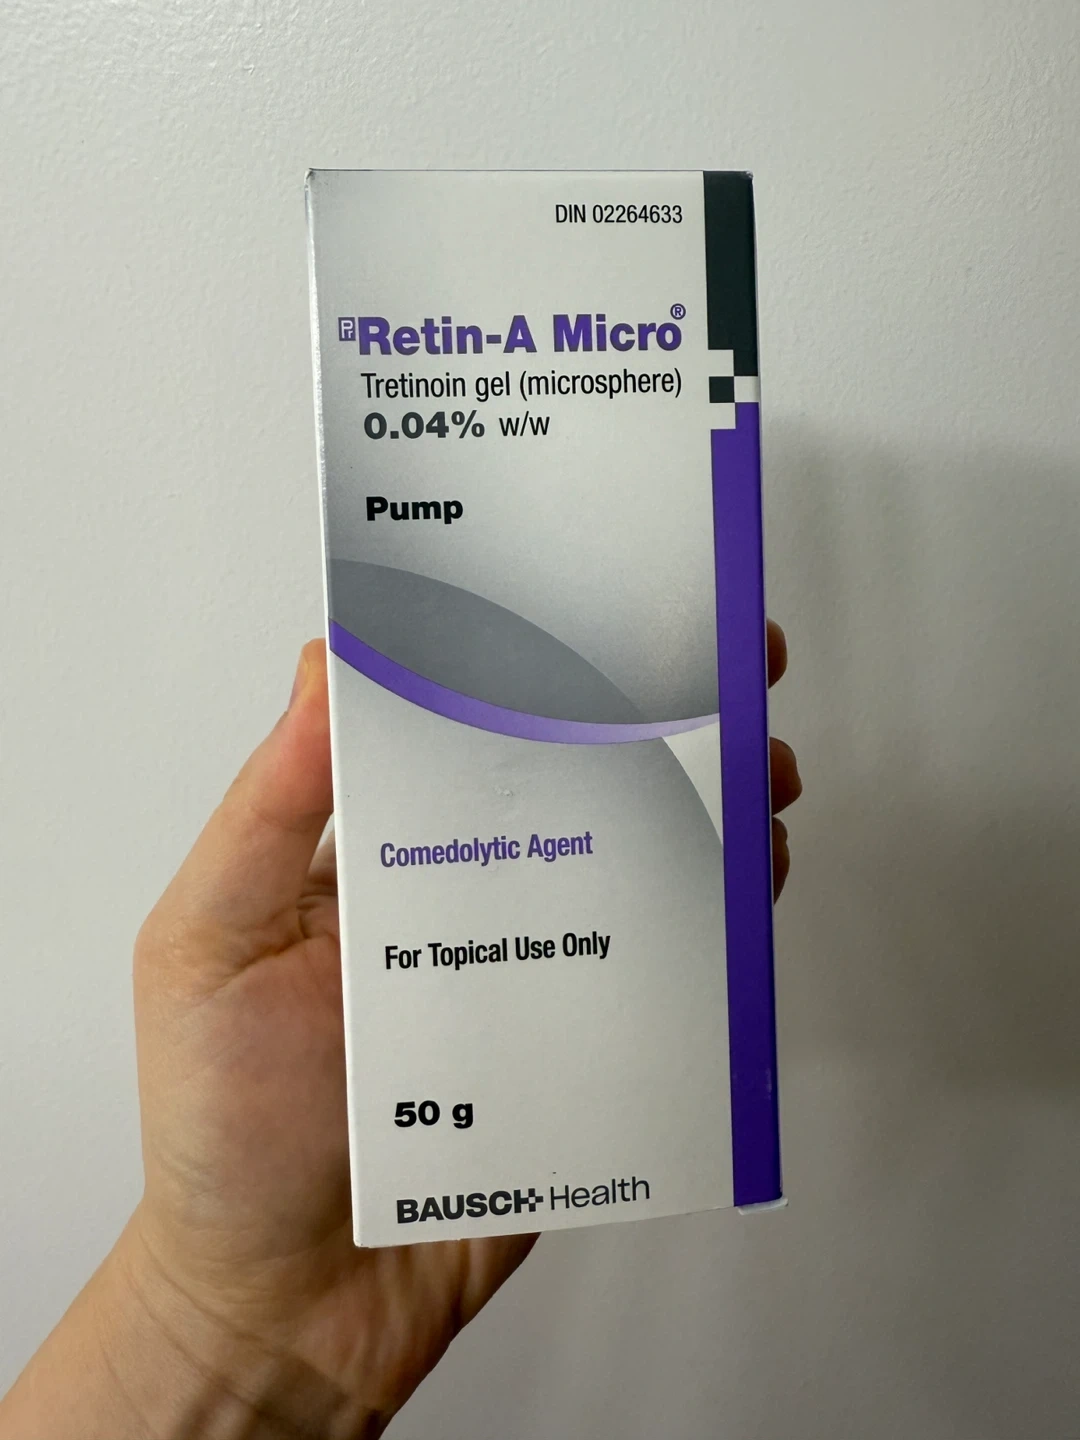 DIN 02264633
Pr Retin-A Micro®
Tretinoin gel (microsphere)
0.04% w/w
Pump
Comedolytic Agent
For Topical Use Only
50 g
BAUSCH+Health